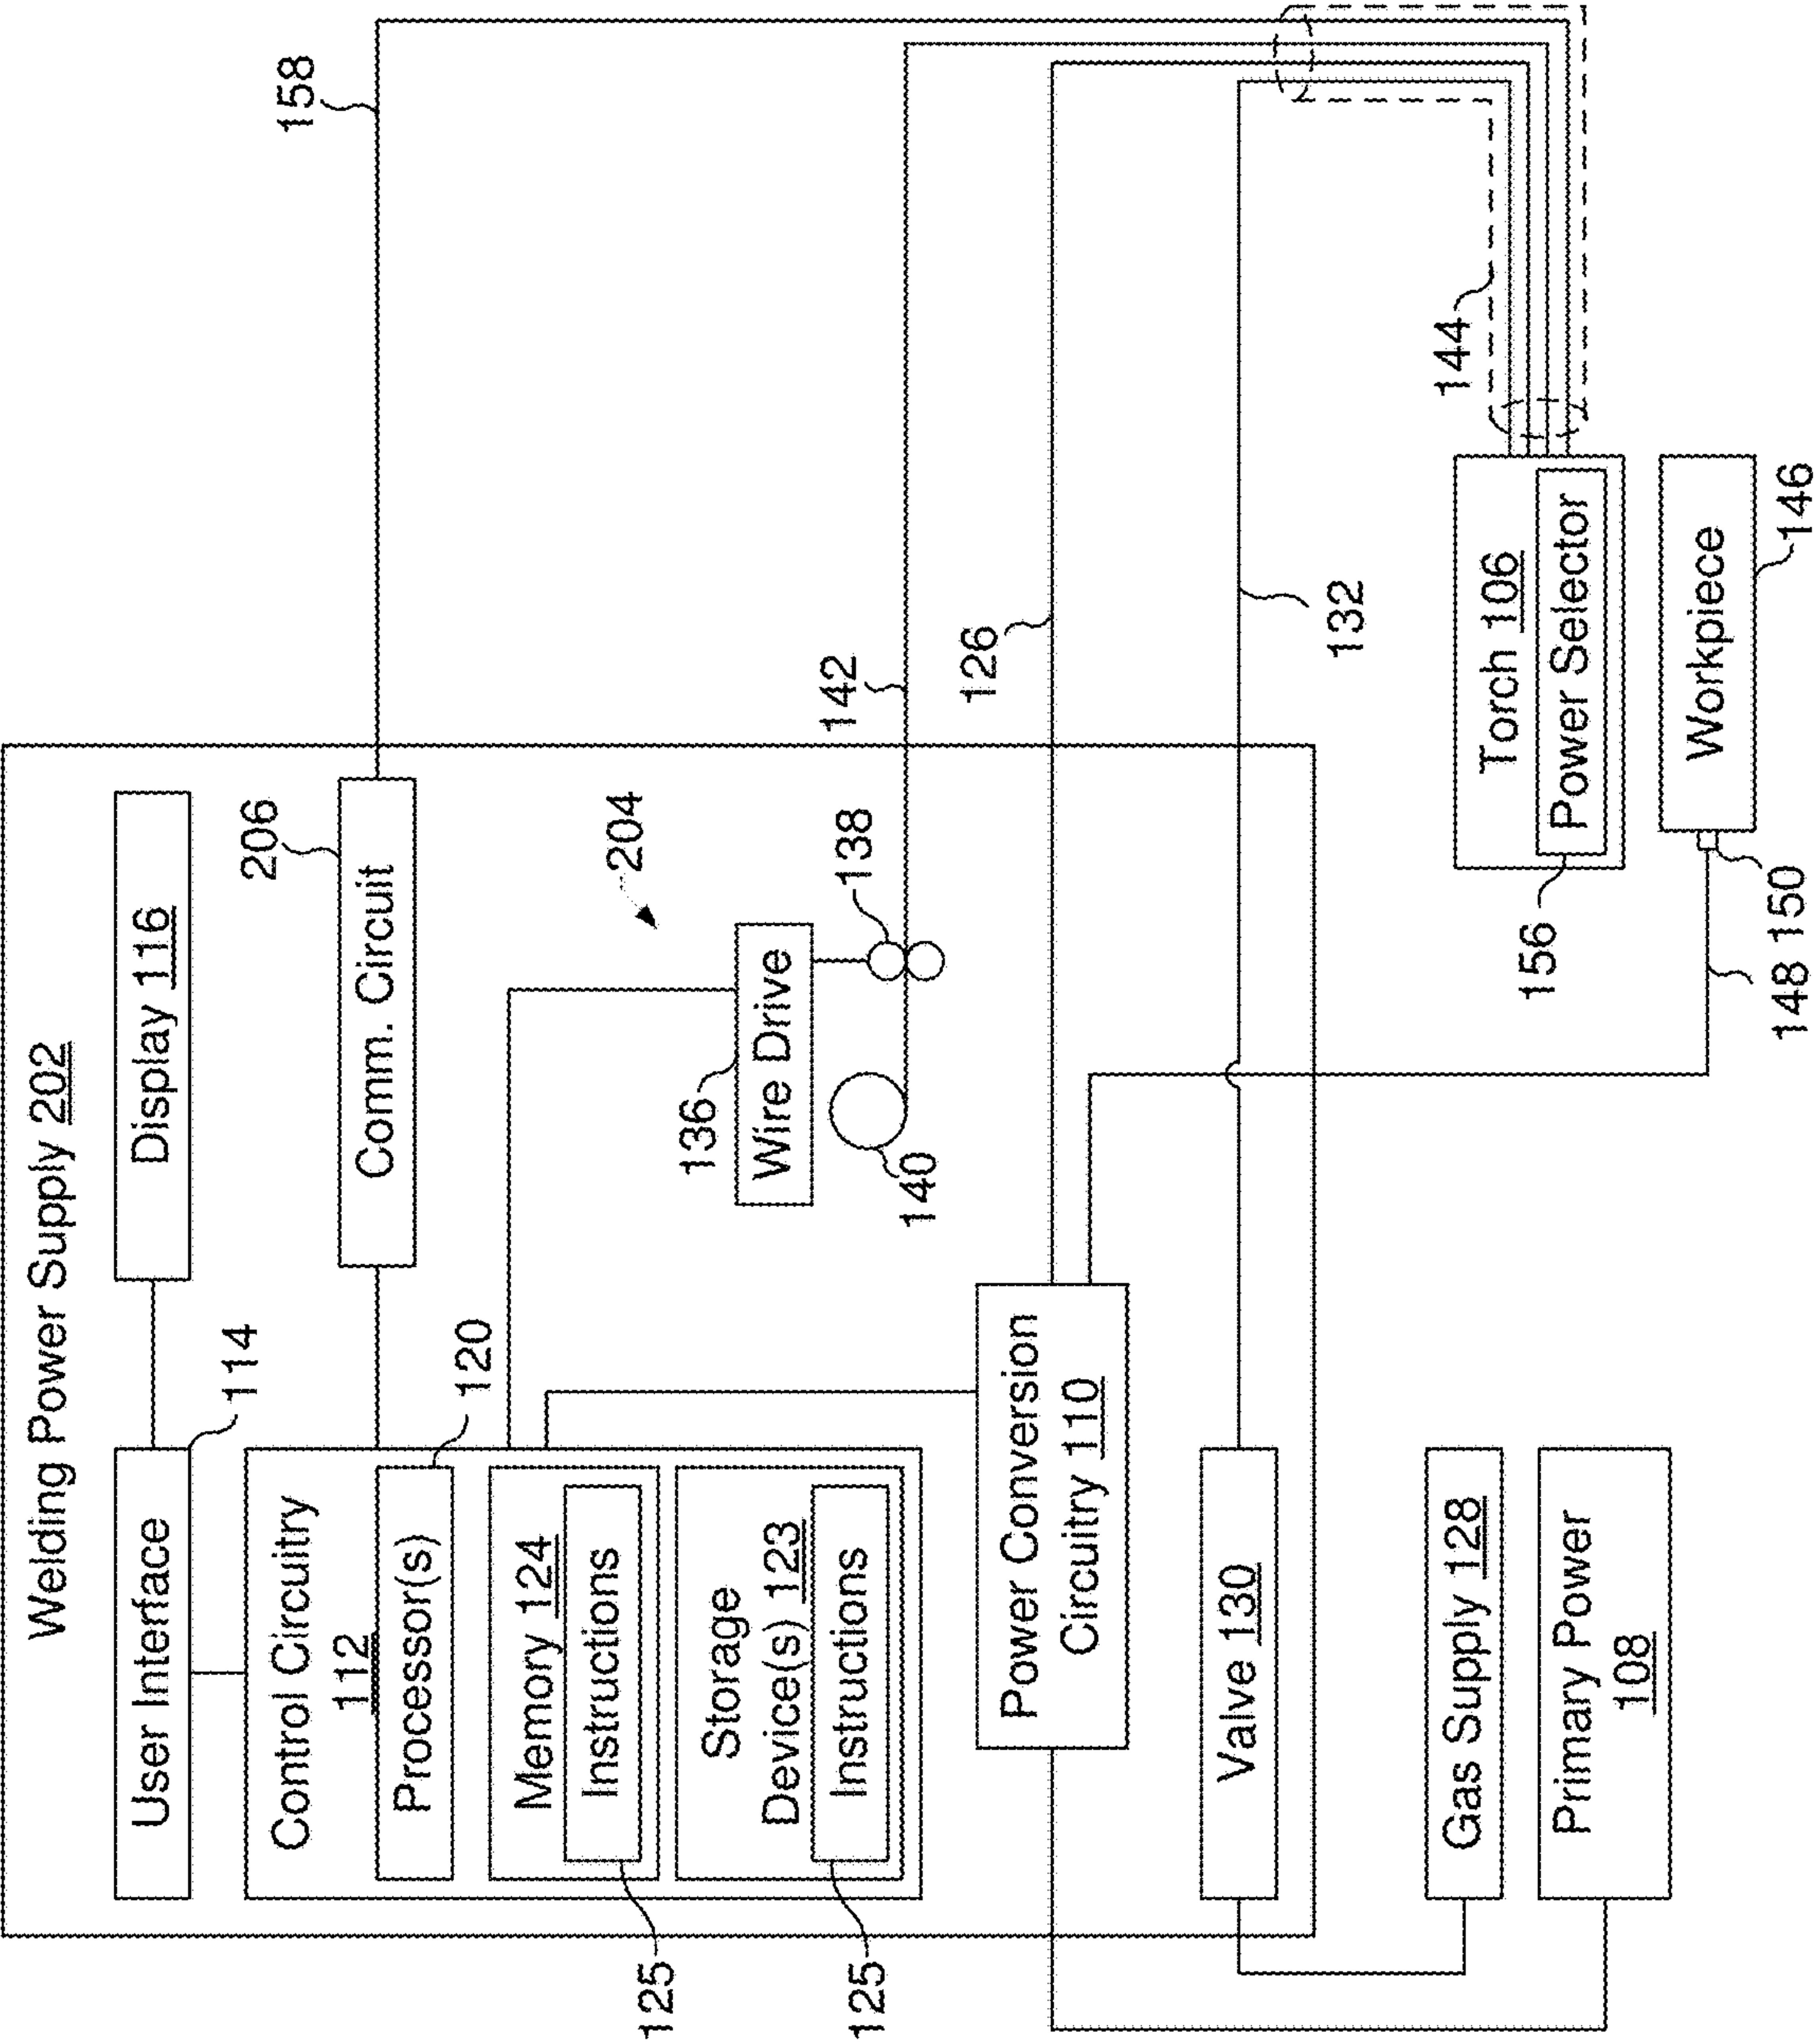 Welding Power Supply 202
User Interface
114
Display 116
Control Circuitry
112
Processor(s)
120
Memory 124
Instructions
125
Storage
Device(s) 123
Instructions
125
Comm. Circuit
206
158
136
Wire Drive
204
138
140
142
Power Conversion
Circuitry 110
126
Valve 130
132
Gas Supply 128
Primary Power
108
144
Torch 106
Power Selector
156
Workpiece
146
148
150